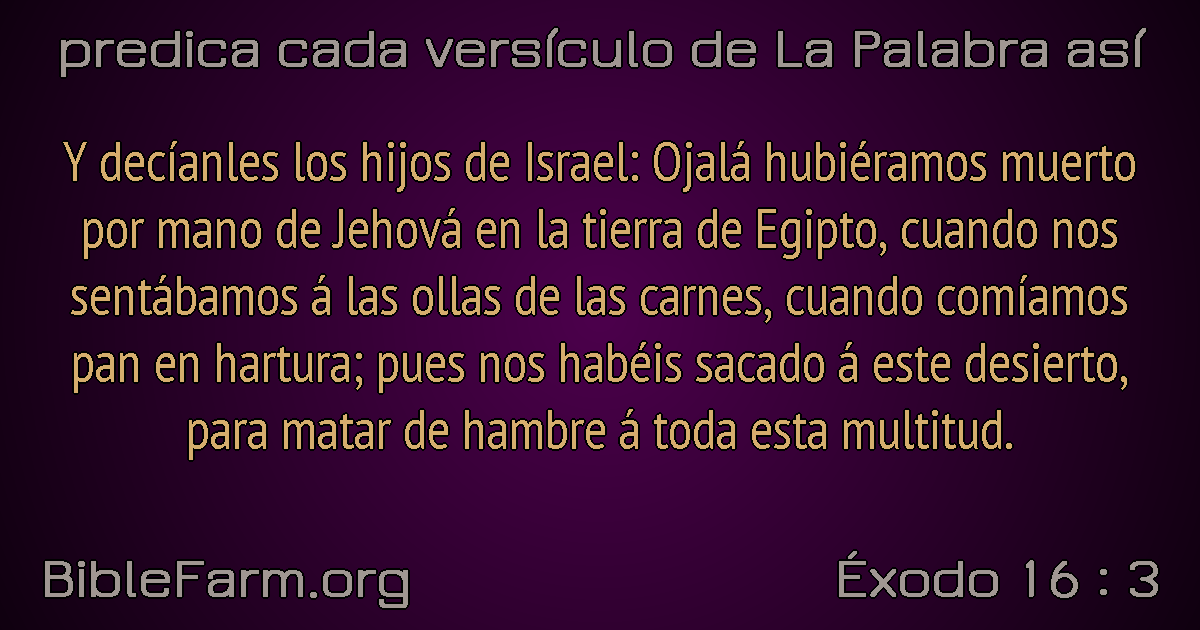 predica cada versículo de La Palabra así
Y decíanles los hijos de Israel: Ojalá hubiéramos muerto
por mano de Jehová en la tierra de Egipto, cuando nos
sentábamos á las ollas de las carnes, cuando comíamos
pan en hartura; pues nos habéis sacado á este desierto,
para matar de hambre á toda esta multitud.
BibleFarm.org
Éxodo 16 : 3